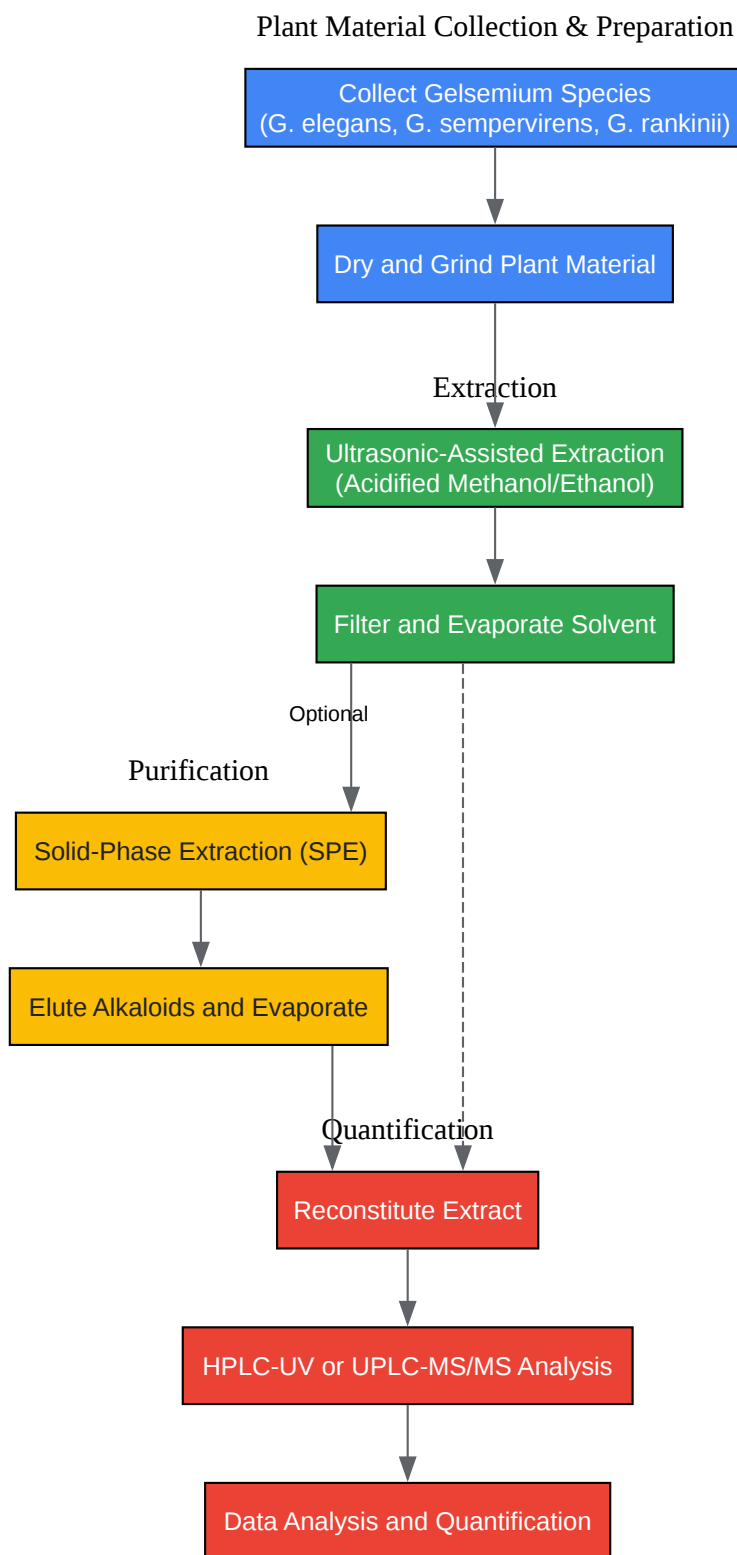 Plant Material Collection & Preparation
Collect Gelsemium Species
(G. elegans, G. sempervirens, G. rankinii)
Dry and Grind Plant Material
Extraction
Ultrasonic-Assisted Extraction
(Acidified Methanol/Ethanol)
Filter and Evaporate Solvent
Optional
Purification
Solid-Phase Extraction (SPE)
Elute Alkaloids and Evaporate
Quantification
Reconstitute Extract
HPLC-UV or UPLC-MS/MS Analysis
Data Analysis and Quantification